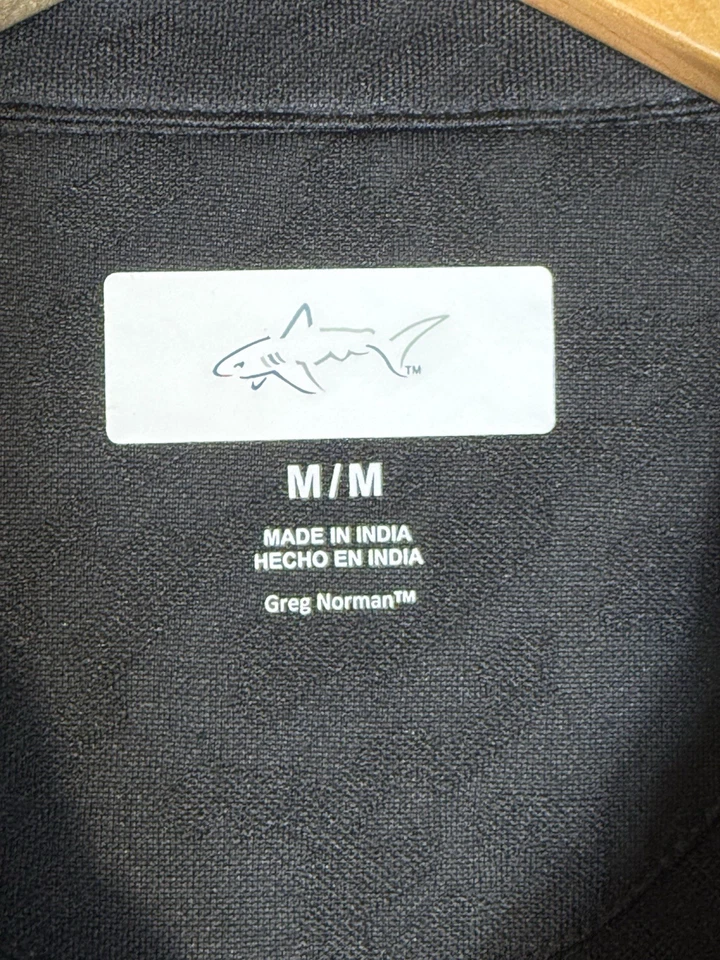 TM
M/M
MADE IN INDIA
HECHO EN INDIA
Greg Norman™